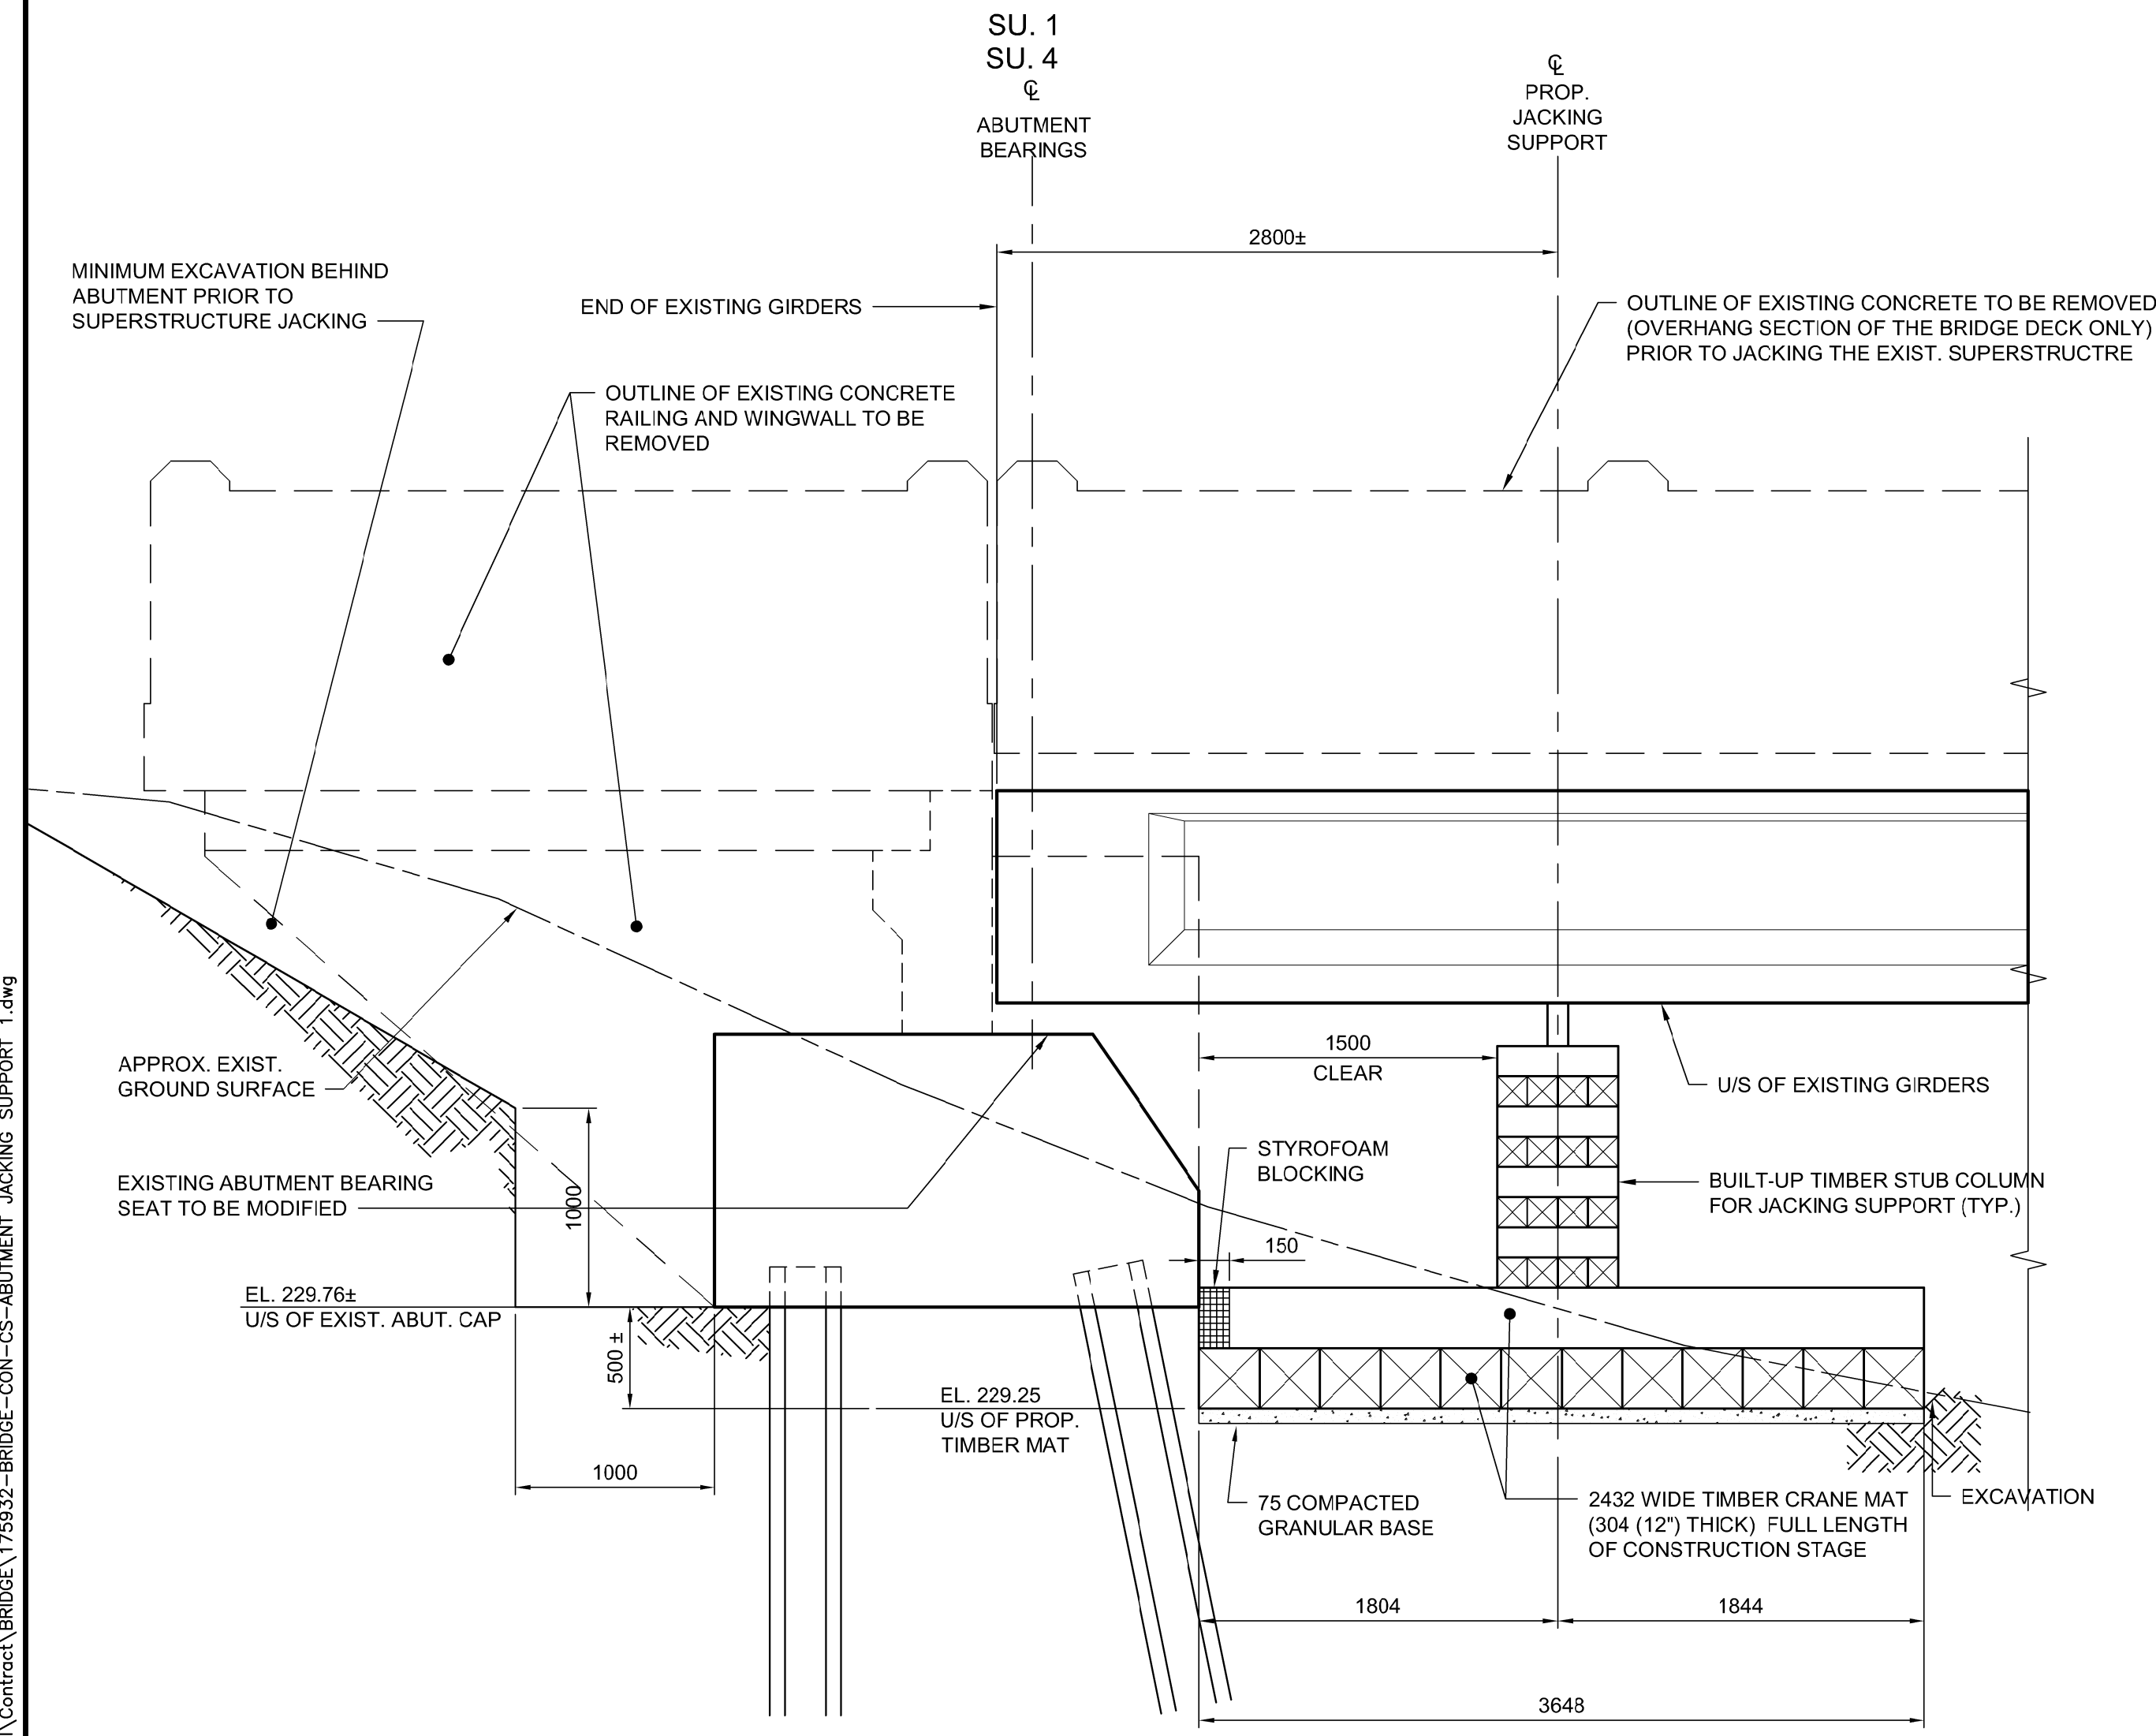 SU. 1
SU. 4
℄
ABUTMENT
BEARINGS
℄
PROP.
JACKING
SUPPORT
2800±
MINIMUM EXCAVATION BEHIND
ABUTMENT PRIOR TO
SUPERSTRUCTURE JACKING
END OF EXISTING GIRDERS
OUTLINE OF EXISTING CONCRETE TO BE REMOVED
(OVERHANG SECTION OF THE BRIDGE DECK ONLY)
PRIOR TO JACKING THE EXIST. SUPERSTRUCTRE
OUTLINE OF EXISTING CONCRETE
RAILING AND WINGWALL TO BE
REMOVED
APPROX. EXIST.
GROUND SURFACE
1500
CLEAR
U/S OF EXISTING GIRDERS
STYROFOAM
BLOCKING
EXISTING ABUTMENT BEARING
SEAT TO BE MODIFIED
1000
BUILT-UP TIMBER STUB COLUMN
FOR JACKING SUPPORT (TYP.)
150
EL. 229.76±
U/S OF EXIST. ABUT. CAP
500 ±
EL. 229.25
U/S OF PROP.
TIMBER MAT
1000
75 COMPACTED
GRANULAR BASE
2432 WIDE TIMBER CRANE MAT
(304 (12") THICK) FULL LENGTH
OF CONSTRUCTION STAGE
EXCAVATION
1804
1844
3648
\Contract\BRIDGE\175932-BRIDGE-CON-CS-ABUTMENT JACKING SUPPORT 1.dwg